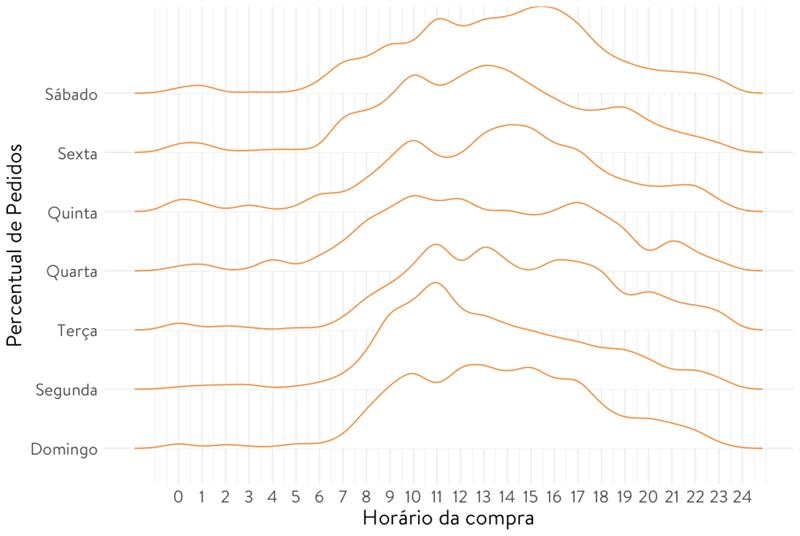 Percentual de Pedidos
Sábado
Sexta
Quinta
Quarta
Terça
Segunda
Domingo
0 1 2 3 4 5 6 7 8 9 10 11 12 13 14 15 16 17 18 19 20 21 22 23 24
Horário da compra